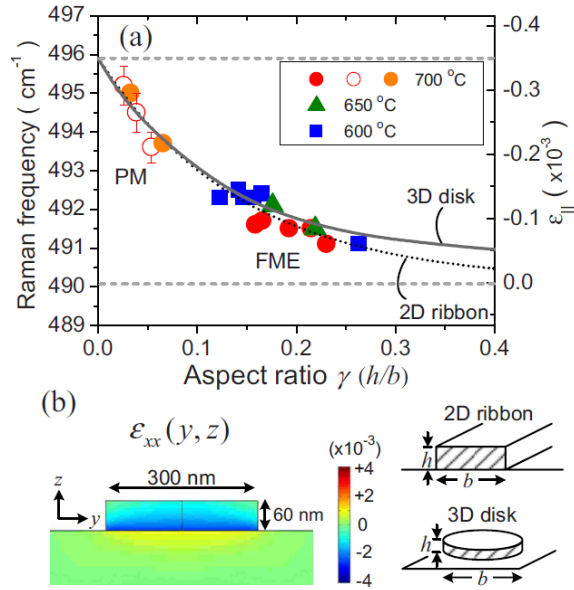 (a)
497
496
495
494
493
492
491
490
489
Raman frequency ( cm⁻¹ )
-0.4
-0.3
-0.2
-0.1
0.0
ε|| ( x10⁻³ )
700 °C
650 °C
600 °C
PM
FME
3D disk
2D ribbon
0.0 0.1 0.2 0.3 0.4
Aspect ratio γ (h/b)
(b)
εxx(y, z)
(x10⁻³)
+4
+2
0
-2
-4
z
y
300 nm
60 nm
2D ribbon
h
b
3D disk
h
b